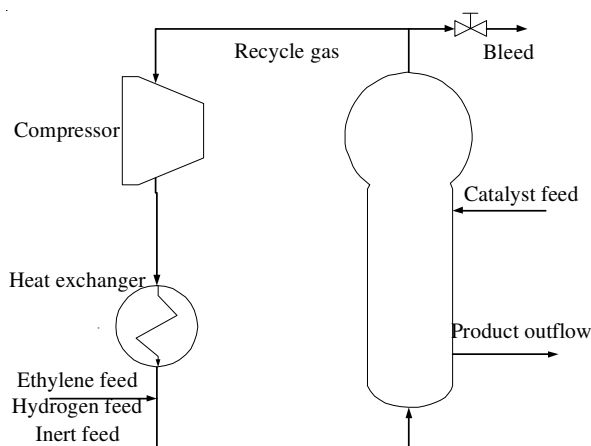 Recycle gas
Bleed
Compressor
Catalyst feed
Heat exchanger
Product outflow
Ethylene feed
Hydrogen feed
Inert feed